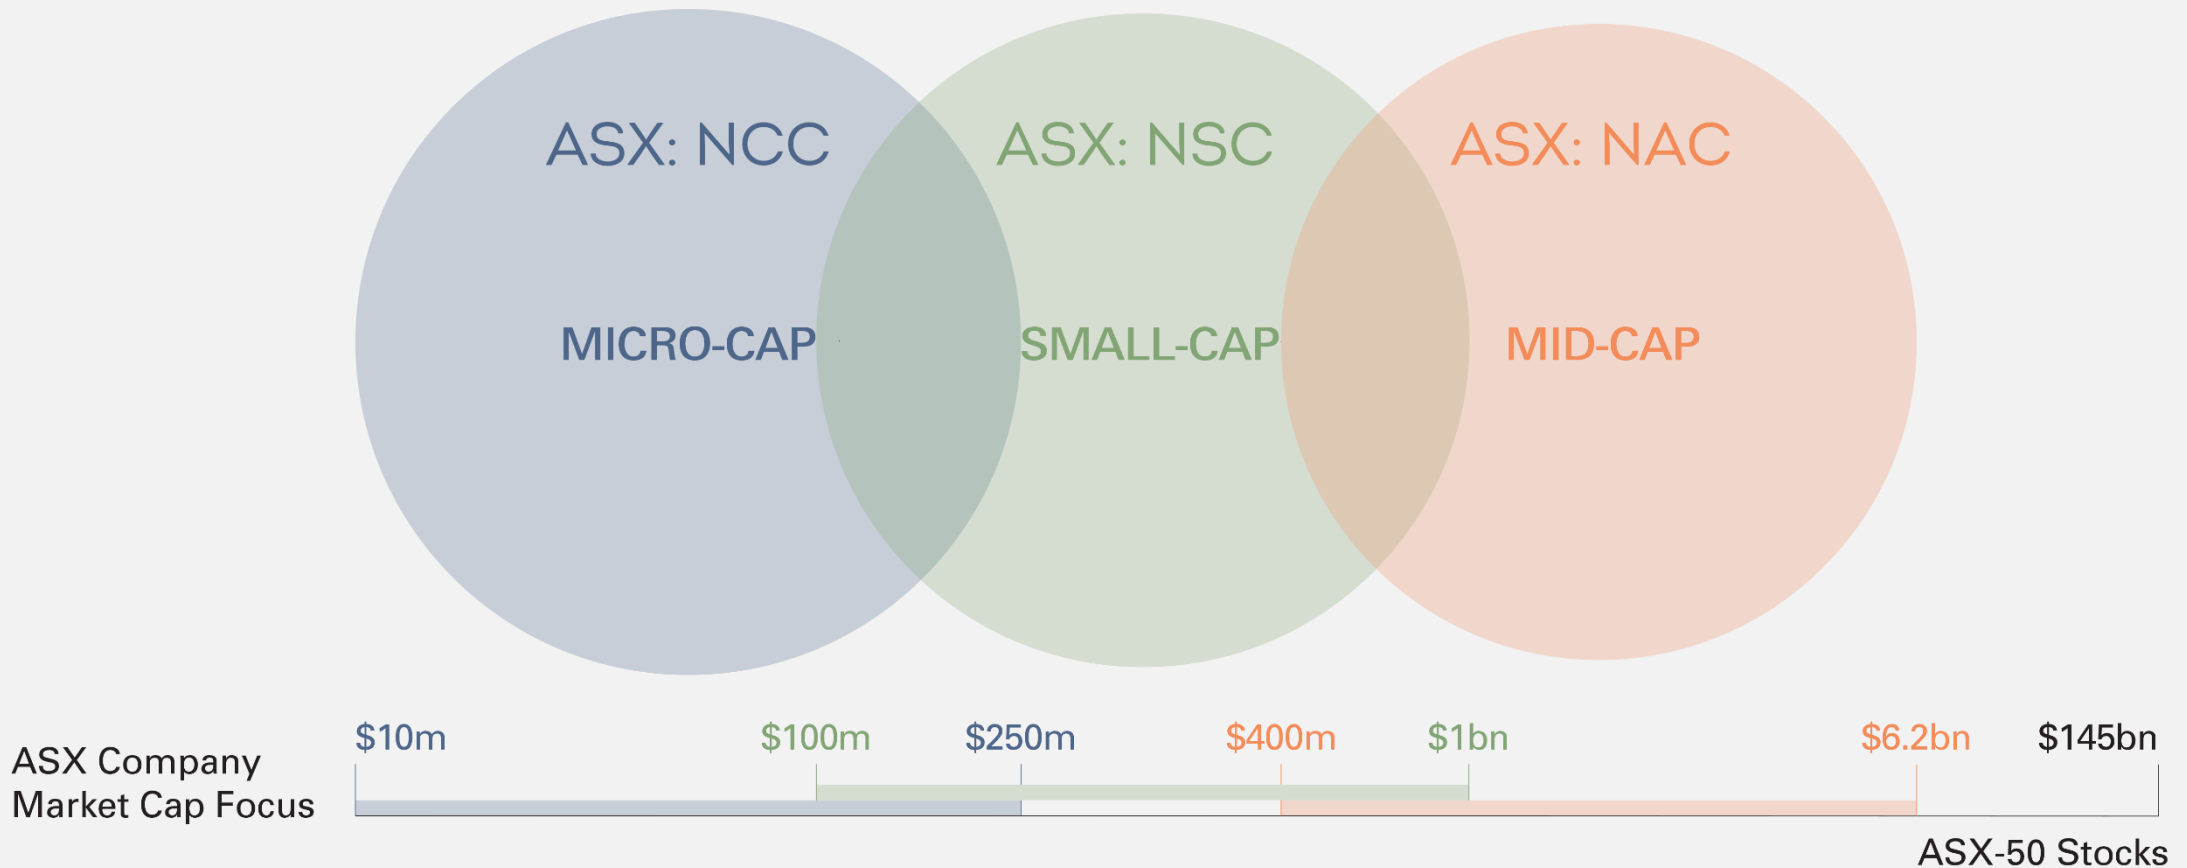 ASX: NCC
ASX: NSC
ASX: NAC
MICRO-CAP
SMALL-CAP
MID-CAP
$10m
$100m
$250m
$400m
$1bn
$6.2bn
$145bn
ASX Company
Market Cap Focus
ASX-50 Stocks